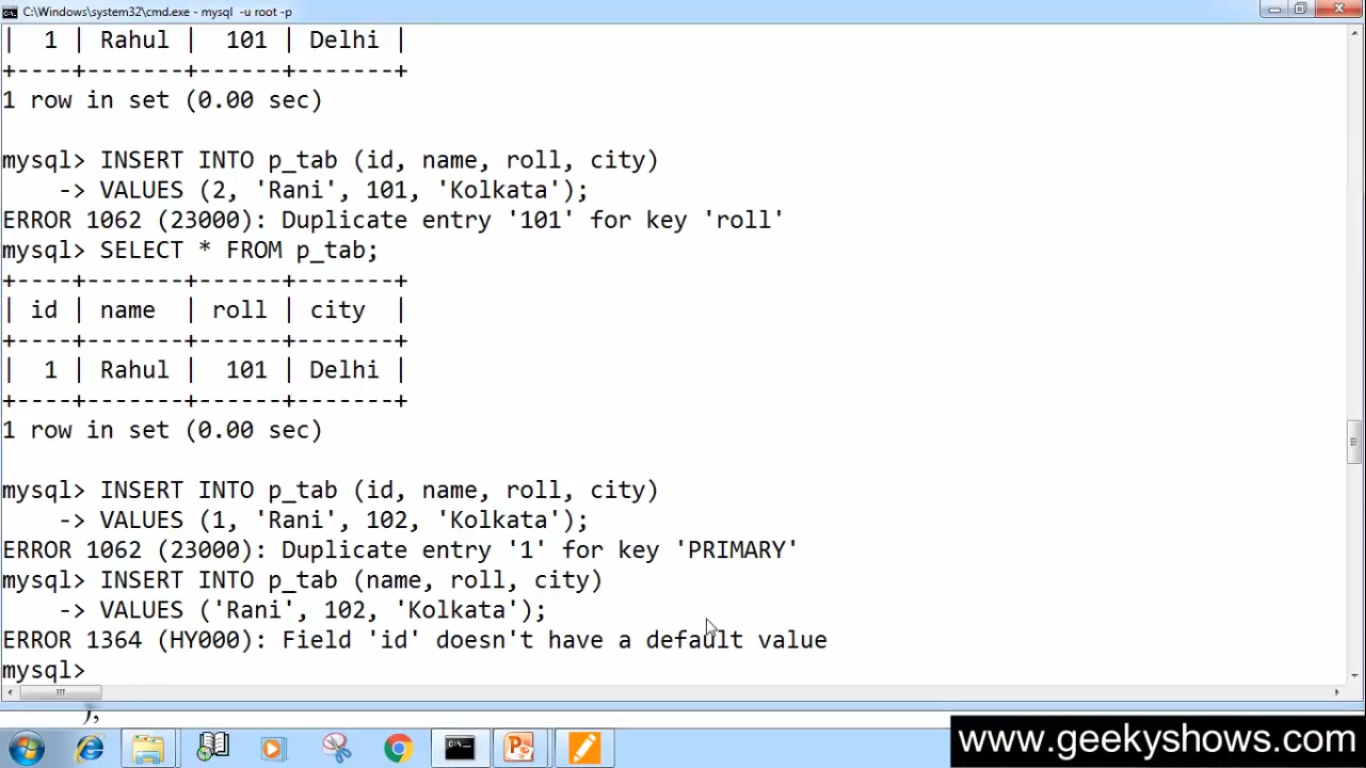 C:\Windows\system32\cmd.exe - mysql  -u root -p
|  1 | Rahul |  101 | Delhi |
+----+-------+------+-------+
1 row in set (0.00 sec)
mysql> INSERT INTO p_tab (id, name, roll, city)
    -> VALUES (2, 'Rani', 101, 'Kolkata');
ERROR 1062 (23000): Duplicate entry '101' for key 'roll'
mysql> SELECT * FROM p_tab;
+----+-------+------+-------+
| id | name  | roll | city  |
+----+-------+------+-------+
|  1 | Rahul |  101 | Delhi |
+----+-------+------+-------+
1 row in set (0.00 sec)
mysql> INSERT INTO p_tab (id, name, roll, city)
    -> VALUES (1, 'Rani', 102, 'Kolkata');
ERROR 1062 (23000): Duplicate entry '1' for key 'PRIMARY'
mysql> INSERT INTO p_tab (name, roll, city)
    -> VALUES ('Rani', 102, 'Kolkata');
ERROR 1364 (HY000): Field 'id' doesn't have a default value
mysql>
);
www.geekyshows.com